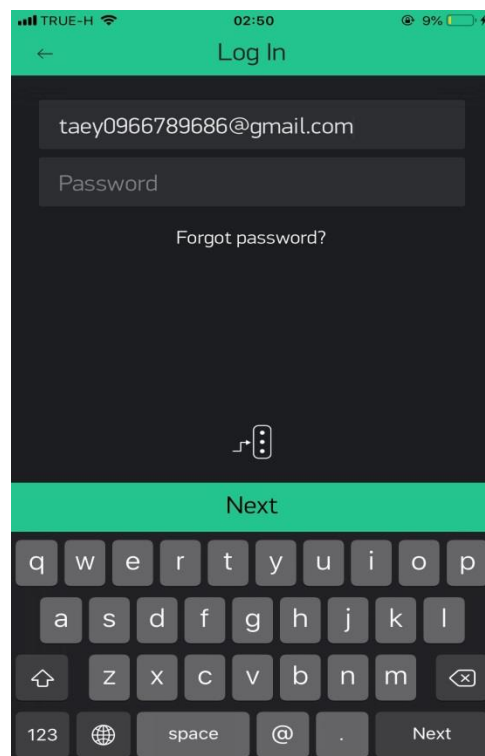 TRUE-H 02:50 9%
Log In
taey0966789686@gmail.com
Password
Forgot password?
Next
q w e r t y u i o p
a s d f g h j k l
z x c v b n m
123 space @ . Next